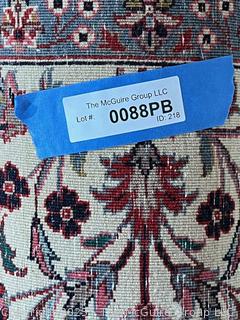 The McGuire Group LLC
Lot #: 0088PB
ID: 218